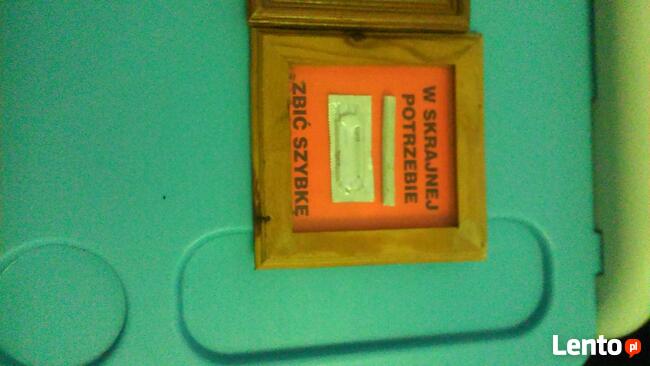 W SKRAJNEJ
POTRZEBIE
ZBIĆ SZYBKĘ
Lento.pl